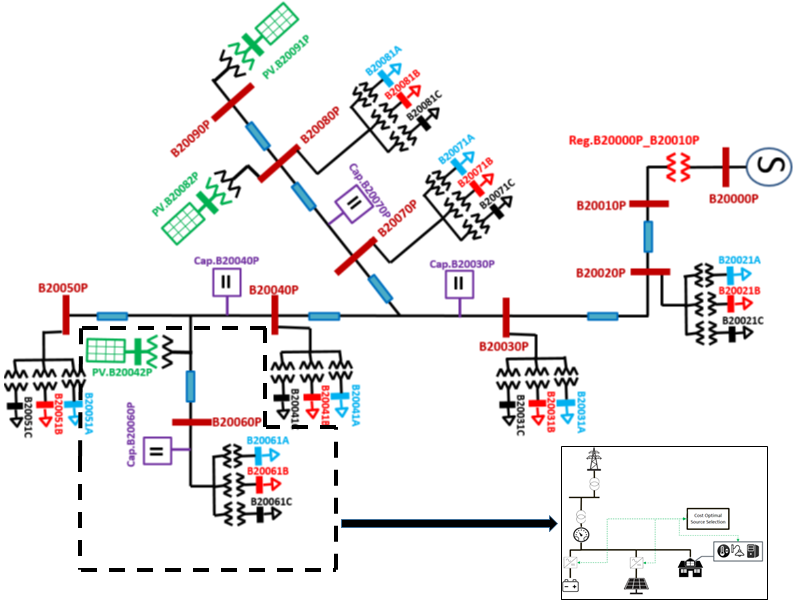 PV.B20091P
B20090P
B20080P
B20081A
B20081B
B20081C
PV.B20082P
Cap.B20070P
B20070P
B20071A
B20071B
B20071C
Reg.B20000P_B20010P
S
B20000P
B20010P
B20020P
B20021A
B20021B
B20021C
B20050P
Cap.B20040P
B20040P
Cap.B20030P
B20030P
PV.B20042P
B20051C
B20051B
B20051A
B20041B
B20041A
B20031C
B20031B
B20031A
B20060P
Cap.B20060P
B20061A
B20061B
B20061C
Cost Optimal
Source Selection